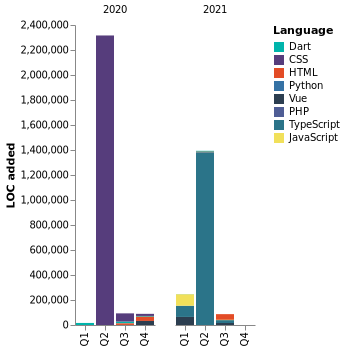 2020
2021
2,400,000
2,200,000
2,000,000
1,800,000
1,600,000
1,400,000
1,200,000
1,000,000
800,000
600,000
400,000
200,000
0
LOC added
Q1
Q2
Q3
Q4
Q1
Q2
Q3
Q4
Language
Dart
CSS
HTML
Python
Vue
PHP
TypeScript
JavaScript